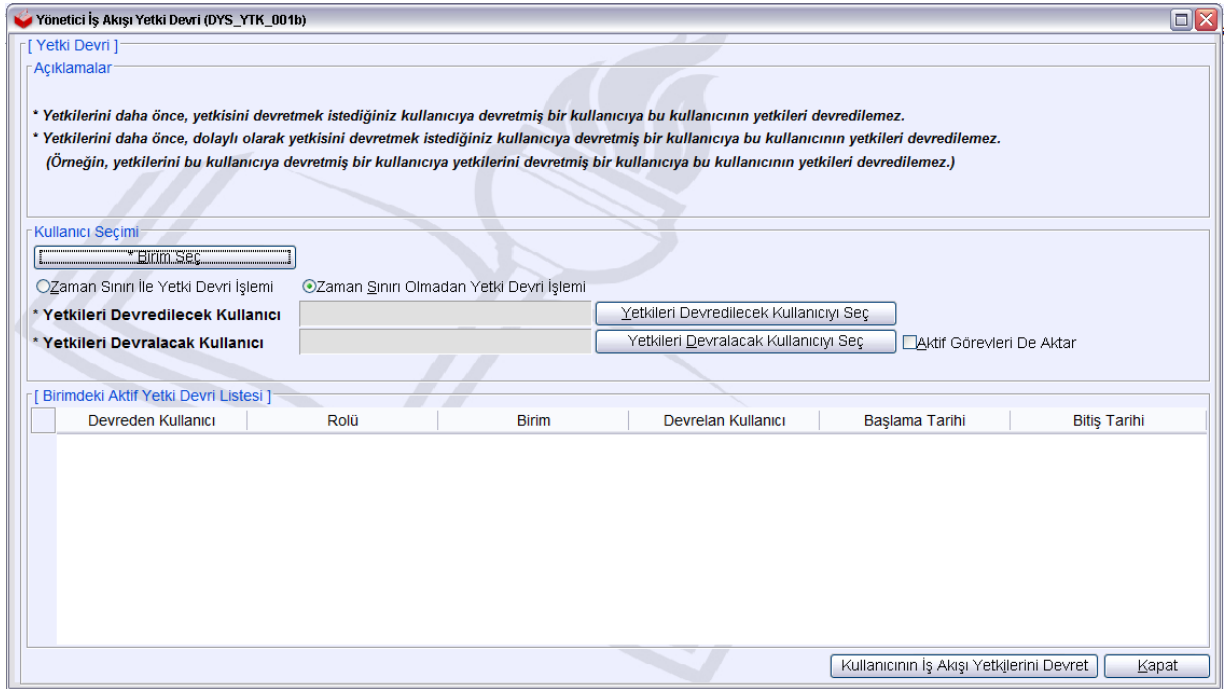 Yönetici İş Akışı Yetki Devri (DYS_YTK_001b)
[ Yetki Devri ]
Açıklamalar
* Yetkilerini daha önce, yetkisini devretmek istediğiniz kullanıcıya devretmiş bir kullanıcıya bu kullanıcının yetkileri devredilemez.
* Yetkilerini daha önce, dolaylı olarak yetkisini devretmek istediğiniz kullanıcıya devretmiş bir kullanıcıya bu kullanıcının yetkileri devredilemez.
(Örneğin, yetkilerini bu kullanıcıya devretmiş bir kullanıcıya yetkilerini devretmiş bir kullanıcıya bu kullanıcının yetkileri devredilemez.)
Kullanıcı Seçimi
* Birim Seç
Zaman Sınırı İle Yetki Devri İşlemi Zaman Sınırı Olmadan Yetki Devri İşlemi
* Yetkileri Devredilecek Kullanıcı Yetkileri Devredilecek Kullanıcıyı Seç
* Yetkileri Devralacak Kullanıcı Yetkileri Devralacak Kullanıcıyı Seç Aktif Görevleri De Aktar
[ Birimdeki Aktif Yetki Devri Listesi ]
Devreden Kullanıcı Rolü Birim Devrelan Kullanıcı Başlama Tarihi Bitiş Tarihi
Kullanıcının İş Akışı Yetkilerini Devret Kapat